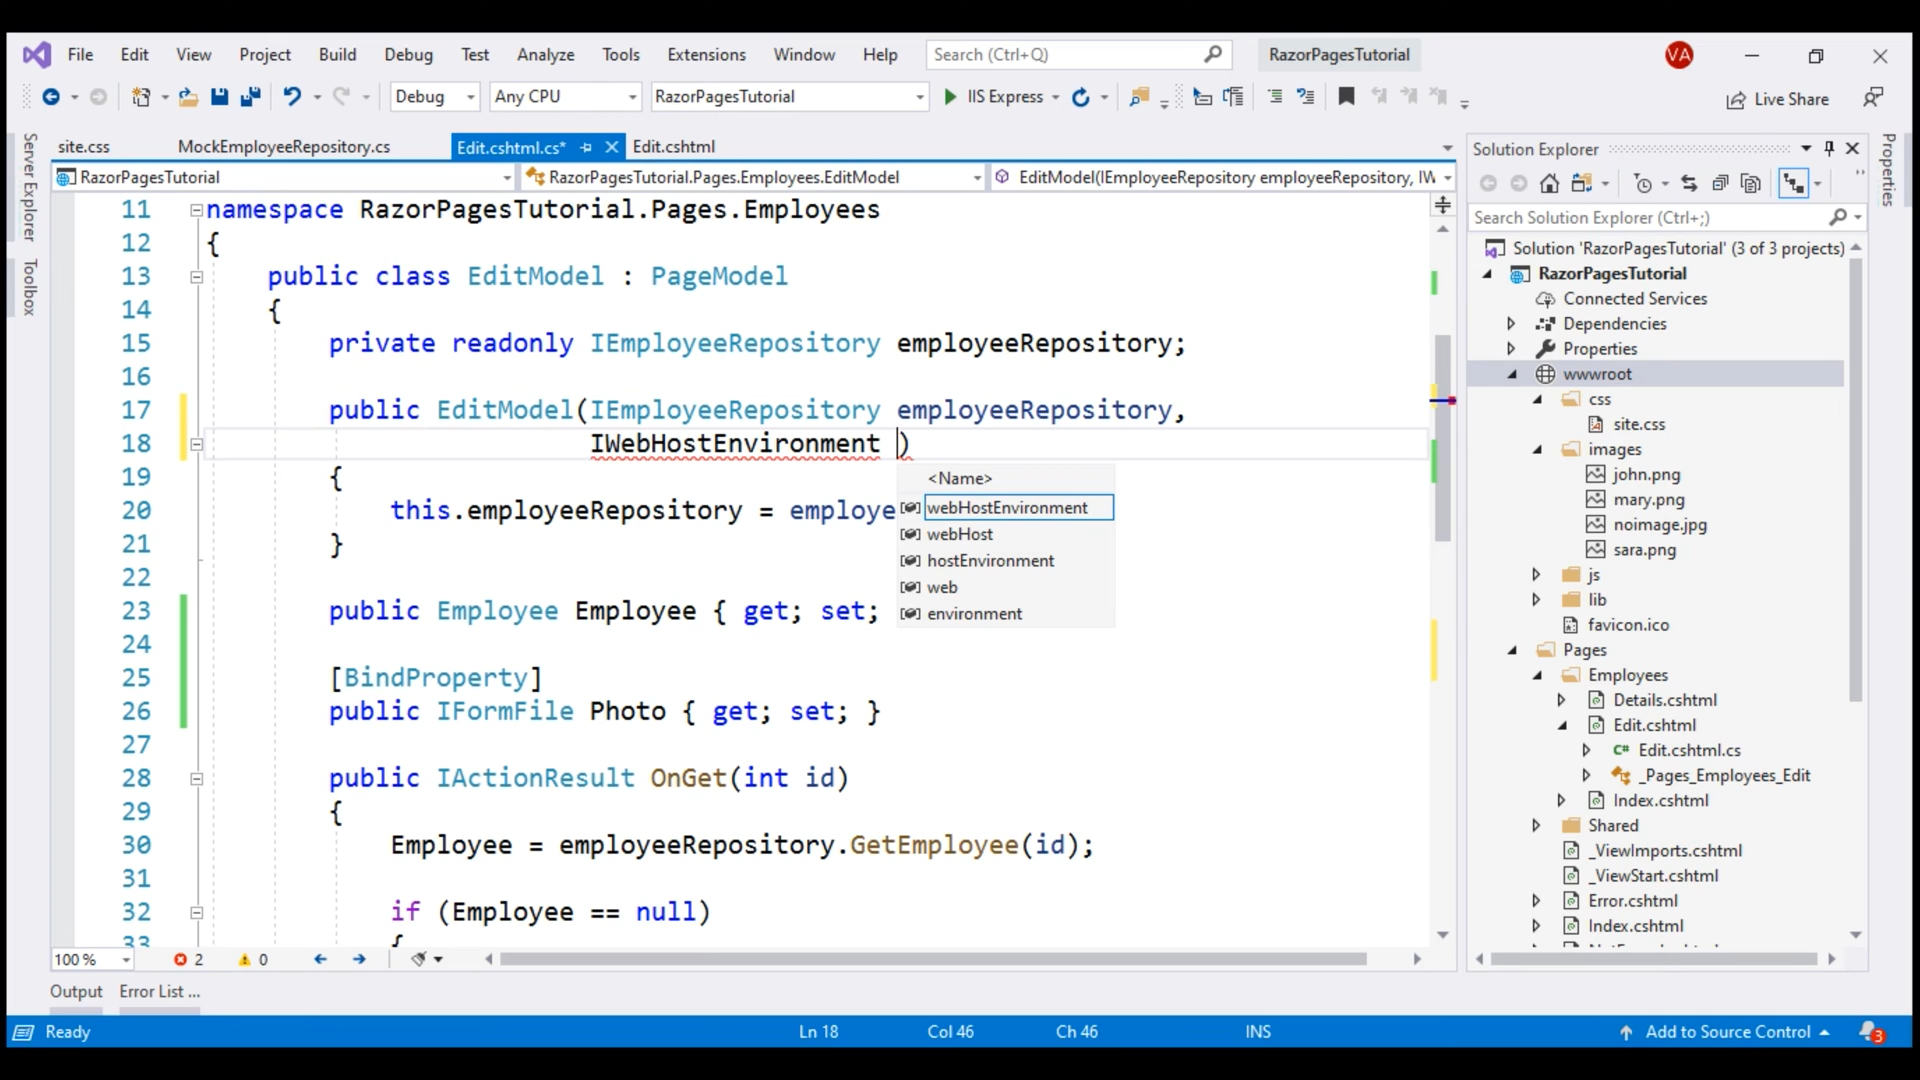 File Edit View Project Build Debug Test Analyze Tools Extensions Window Help Search (Ctrl+Q) RazorPagesTutorial VA
Debug Any CPU RazorPagesTutorial IIS Express Live Share
site.css MockEmployeeRepository.cs Edit.cshtml.cs* Edit.cshtml
RazorPagesTutorial RazorPagesTutorial.Pages.Employees.EditModel EditModel(IEmployeeRepository employeeRepository, IW
Server Explorer
Toolbox
11 namespace RazorPagesTutorial.Pages.Employees
12 {
13 public class EditModel : PageModel
14 {
15 private readonly IEmployeeRepository employeeRepository;
16
17 public EditModel(IEmployeeRepository employeeRepository,
18 IWebHostEnvironment )
19 {
20 this.employeeRepository = employe
21 }
22
23 public Employee Employee { get; set;
24
25 [BindProperty]
26 public IFormFile Photo { get; set; }
27
28 public IActionResult OnGet(int id)
29 {
30 Employee = employeeRepository.GetEmployee(id);
31
32 if (Employee == null)
33 {
<Name>
webHostEnvironment
webHost
hostEnvironment
web
environment
100 % 2 0
Output Error List ...
Solution Explorer
Search Solution Explorer (Ctrl+;)
Solution 'RazorPagesTutorial' (3 of 3 projects)
RazorPagesTutorial
Connected Services
Dependencies
Properties
wwwroot
css
site.css
images
john.png
mary.png
noimage.jpg
sara.png
js
lib
favicon.ico
Pages
Employees
Details.cshtml
Edit.cshtml
C# Edit.cshtml.cs
_Pages_Employees_Edit
Index.cshtml
Shared
_ViewImports.cshtml
_ViewStart.cshtml
Error.cshtml
Index.cshtml
Properties
Ready Ln 18 Col 46 Ch 46 INS Add to Source Control 3